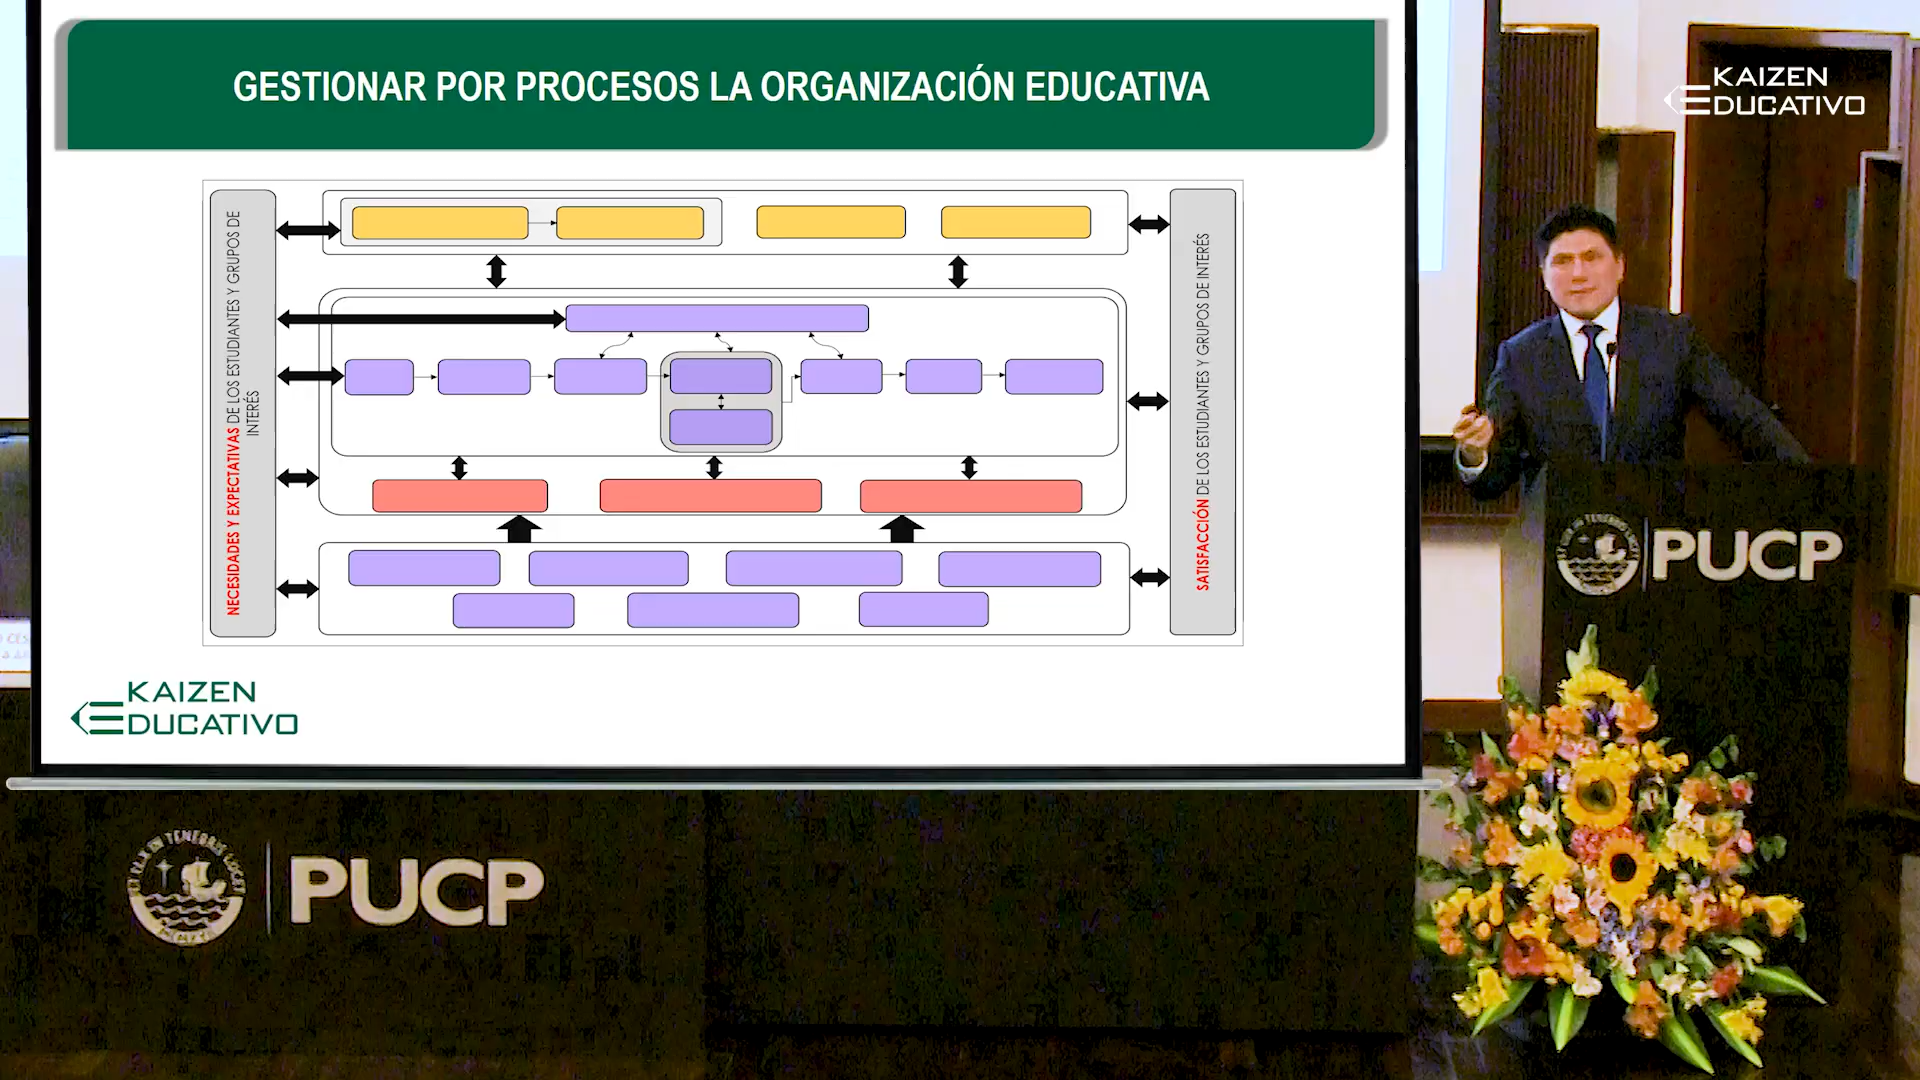 GESTIONAR POR PROCESOS LA ORGANIZACIÓN EDUCATIVA
KAIZEN
EDUCATIVO
NECESIDADES Y EXPECTATIVAS DE LOS ESTUDIANTES Y GRUPOS DE
INTERÉS
SATISFACCIÓN DE LOS ESTUDIANTES Y GRUPOS DE INTERÉS
PUCP
KAIZEN
EDUCATIVO
PUCP